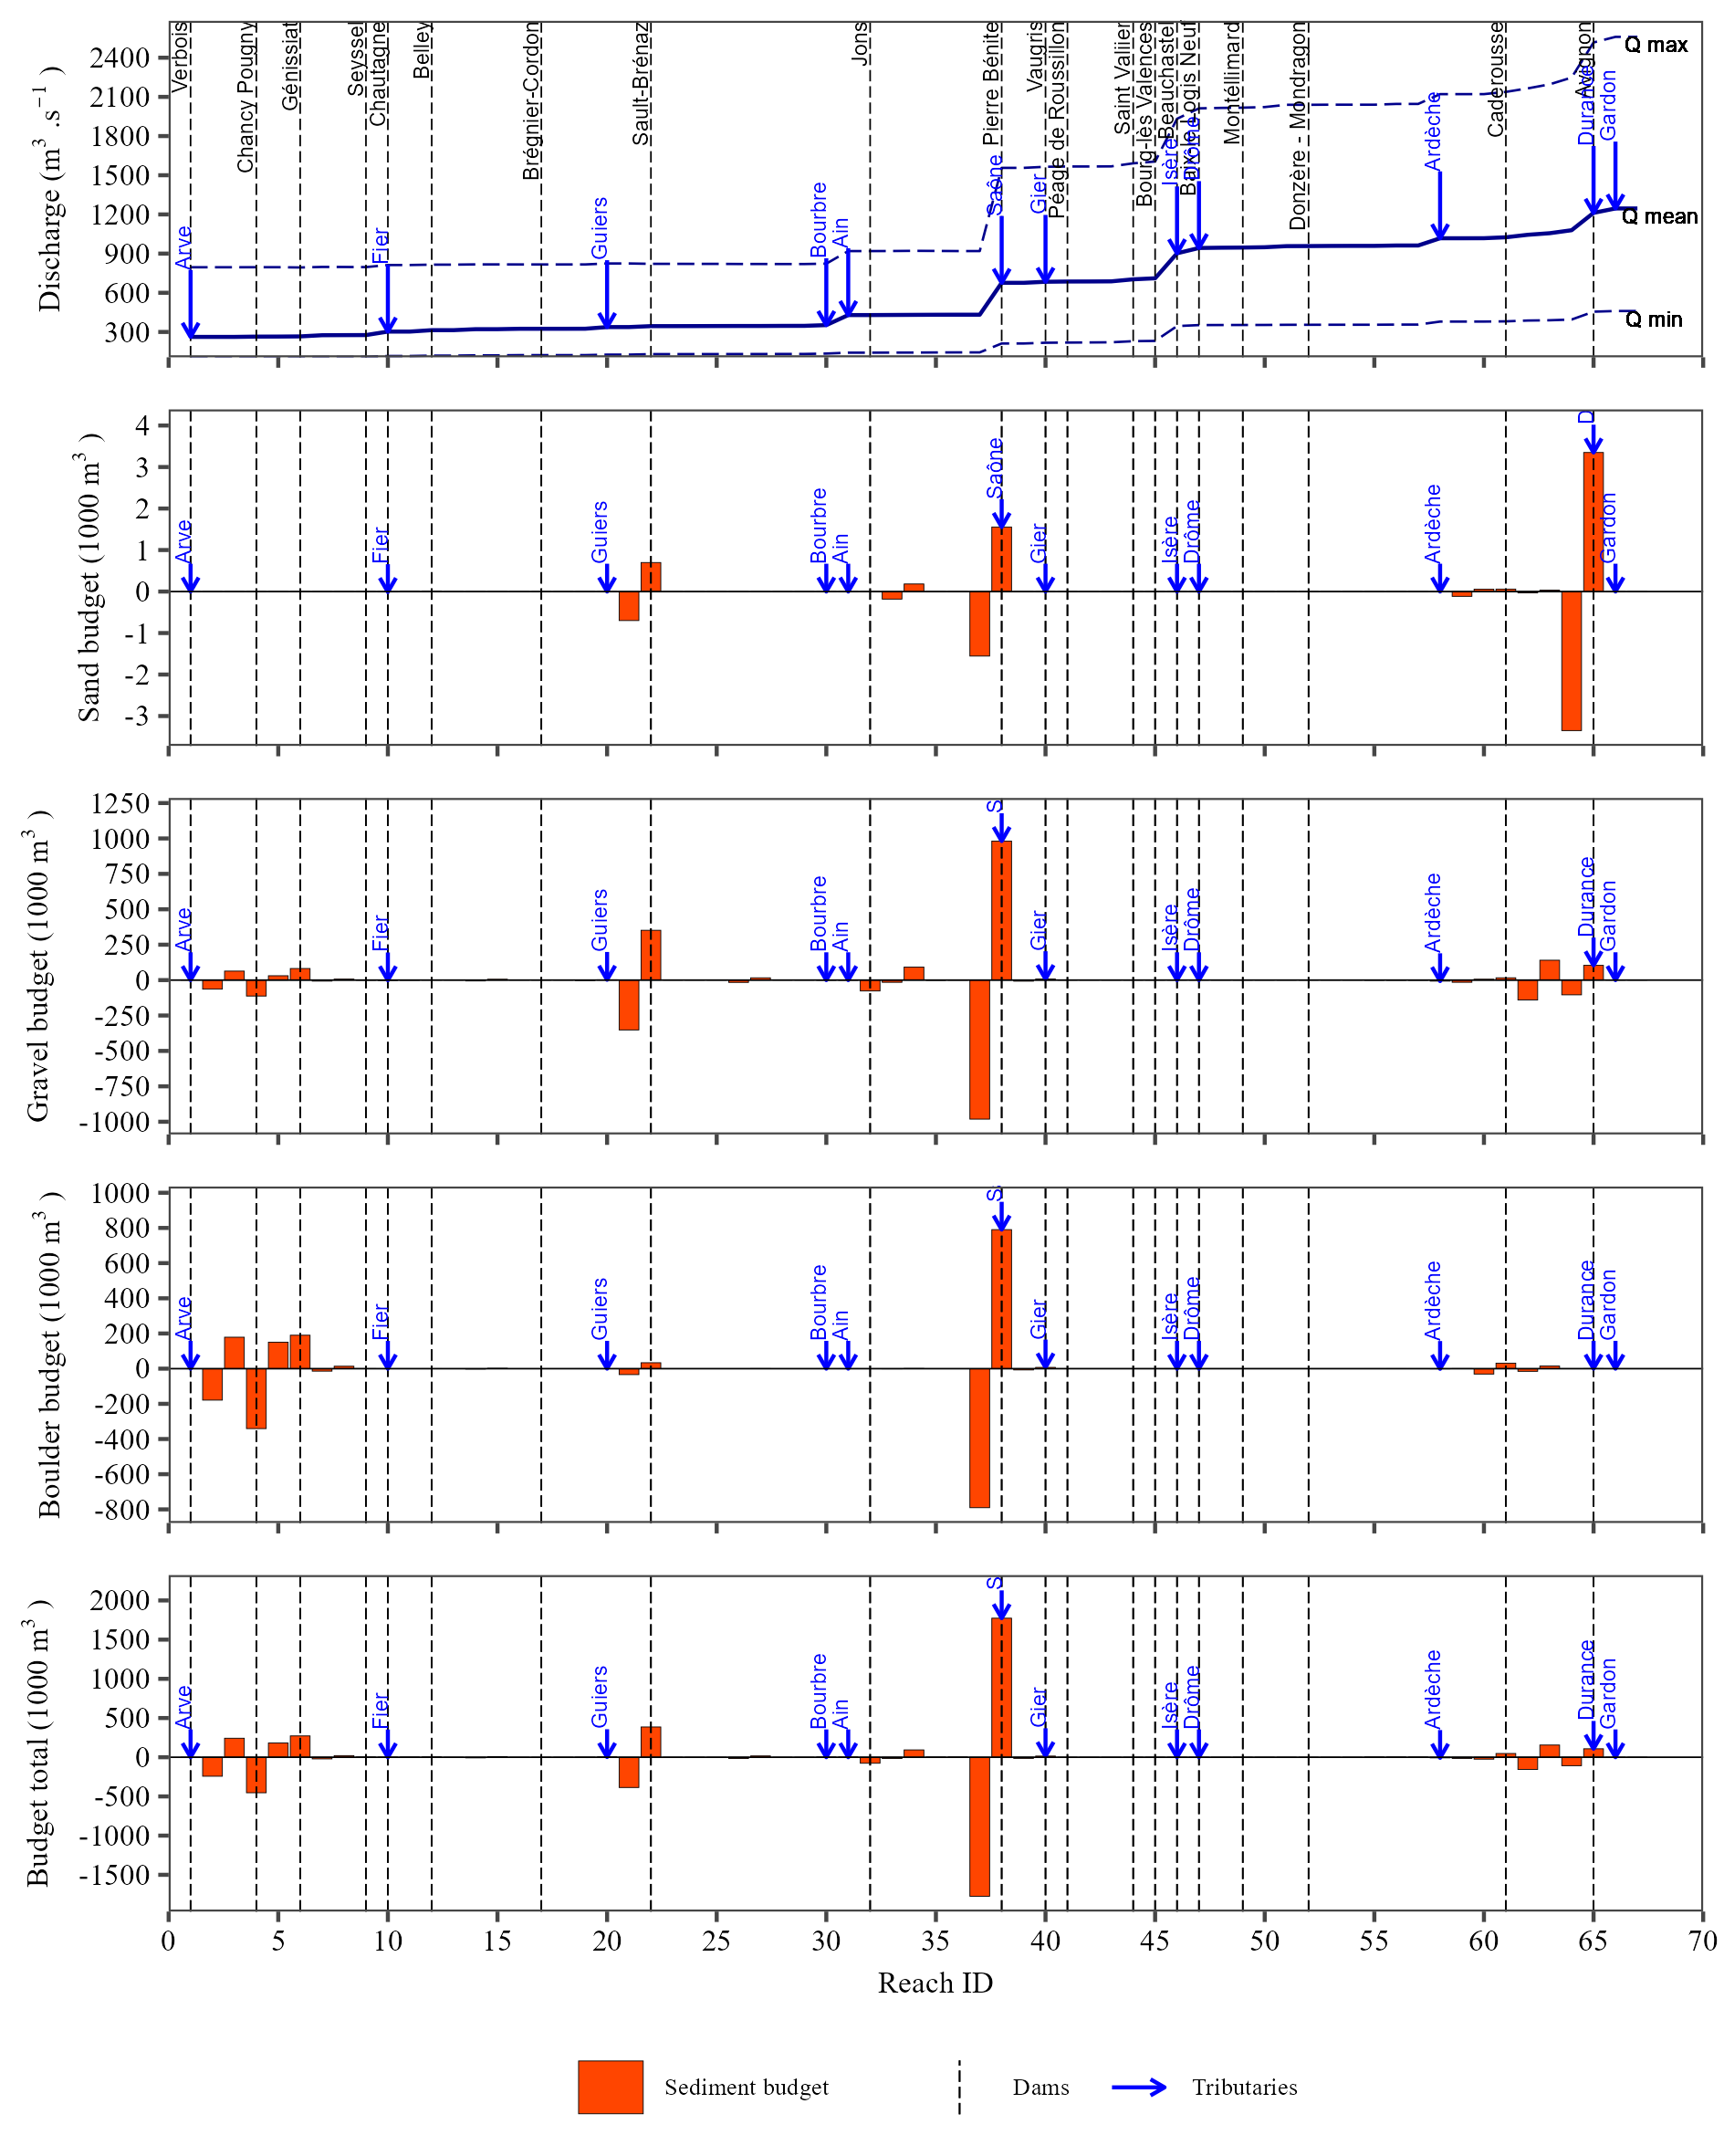 Discharge (m³ .s⁻¹ )
2400
2100
1800
1500
1200
900
600
300
Verbois
Chancy Pougny
Génissiat
Seyssel
Chautagne
Belley
Brégnier-Cordon
Sault-Brénaz
Jons
Pierre Bénite
Vaugris
Péage de Roussillon
Saint Vallier
Bourg-lès Valences
Beauchastel
Baix-le-Logis Neuf
Montéllimard
Donzère - Mondragon
Caderousse
Avignon
Arve
Fier
Guiers
Bourbre
Ain
Saône
Gier
Isère
Drôme
Ardèche
Durance
Gardon
Q max
Q mean
Q min
Sand budget (1000 m³ )
4
3
2
1
0
-1
-2
-3
Arve
Fier
Guiers
Bourbre
Ain
Saône
Gier
Isère
Drôme
Ardèche
D
Gardon
Gravel budget (1000 m³ )
1250
1000
750
500
250
0
-250
-500
-750
-1000
Arve
Fier
Guiers
Bourbre
Ain
S
Gier
Isère
Drôme
Ardèche
Durance
Gardon
Boulder budget (1000 m³ )
1000
800
600
400
200
0
-200
-400
-600
-800
Arve
Fier
Guiers
Bourbre
Ain
S
Gier
Isère
Drôme
Ardèche
Durance
Gardon
Budget total (1000 m³ )
2000
1500
1000
500
0
-500
-1000
-1500
Arve
Fier
Guiers
Bourbre
Ain
S
Gier
Isère
Drôme
Ardèche
Durance
Gardon
0 5 10 15 20 25 30 35 40 45 50 55 60 65 70
Reach ID
Sediment budget Dams Tributaries